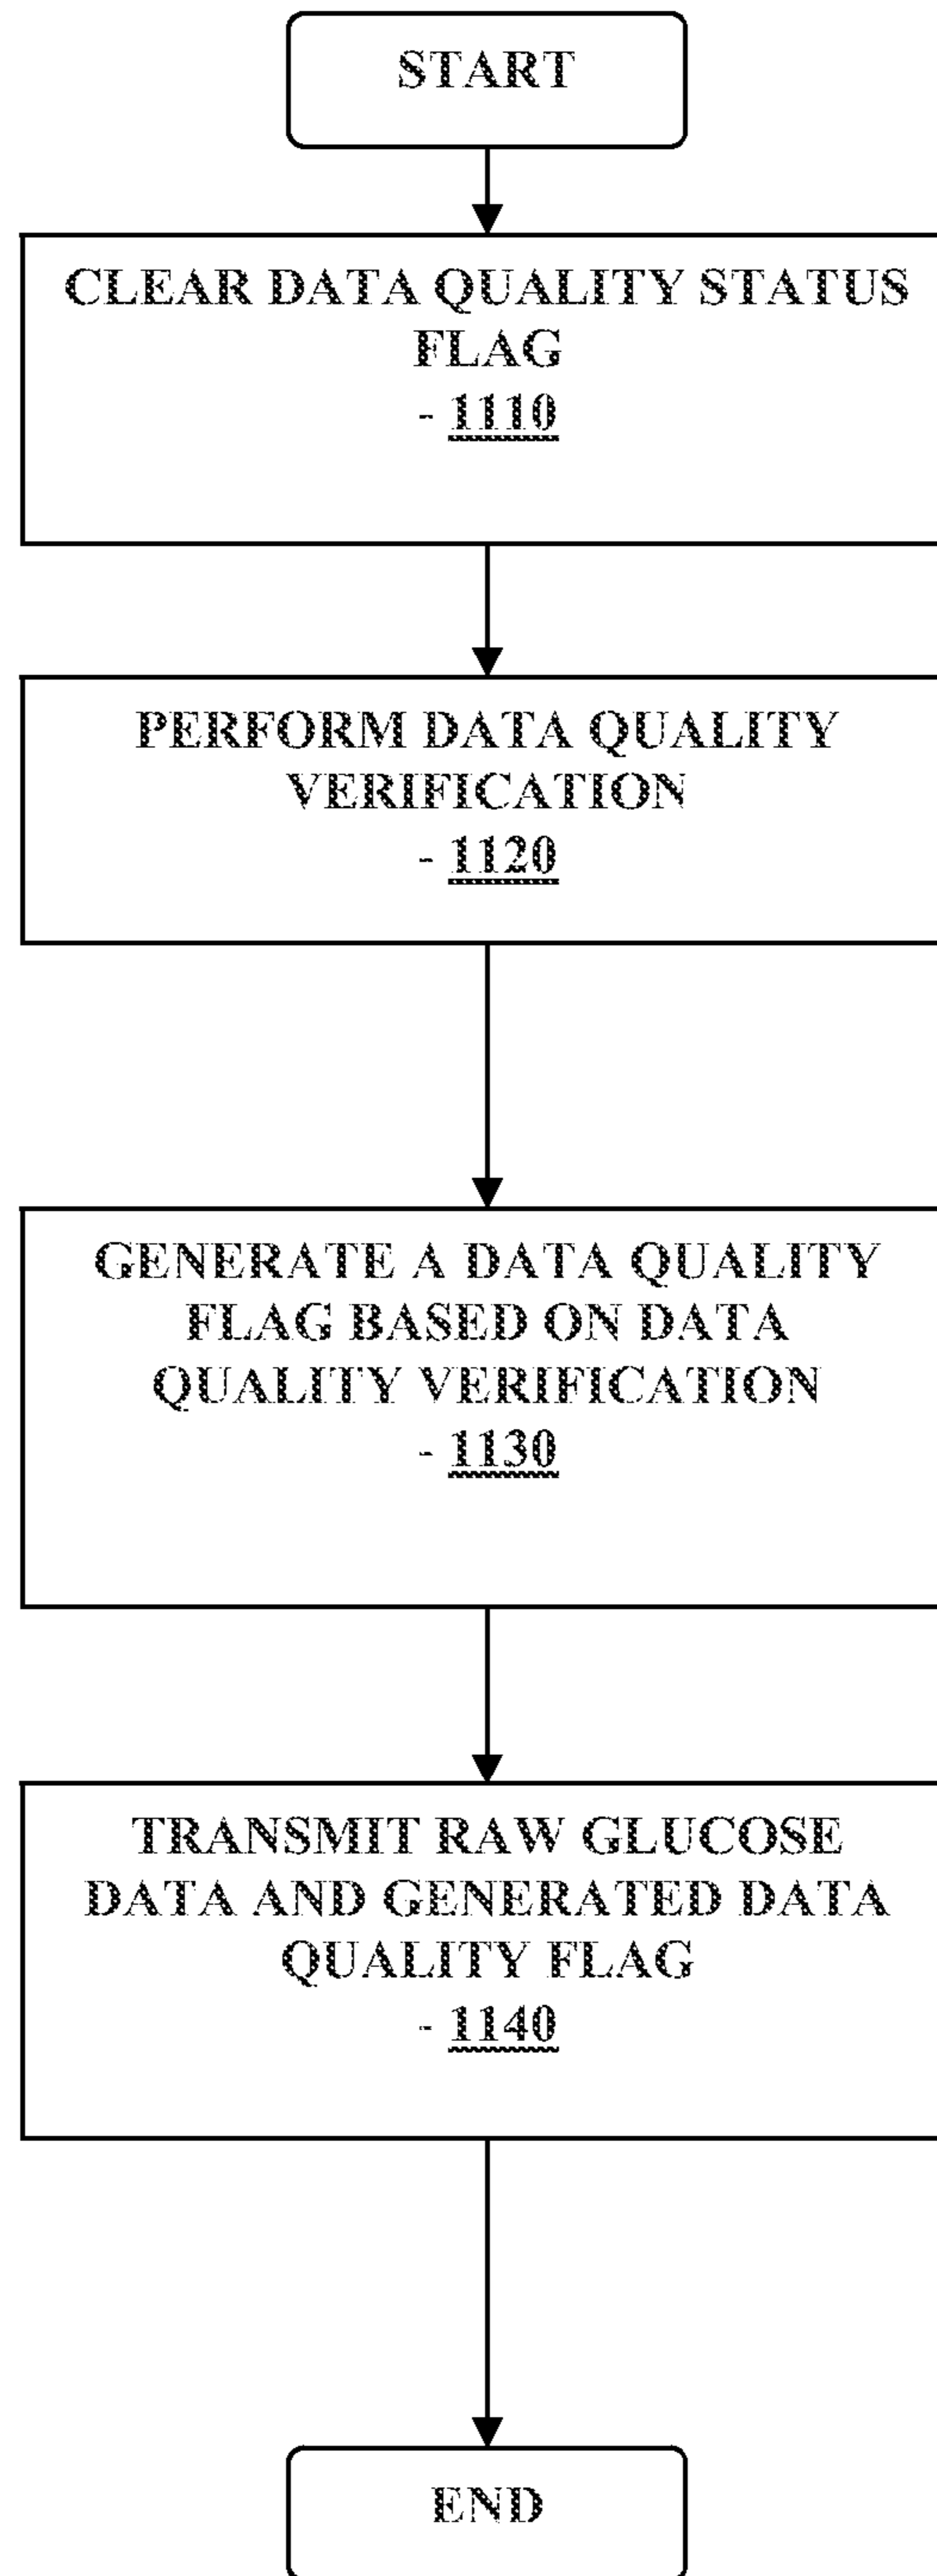 START
CLEAR DATA QUALITY STATUS
FLAG
- 1110
PERFORM DATA QUALITY
VERIFICATION
- 1120
GENERATE A DATA QUALITY
FLAG BASED ON DATA
QUALITY VERIFICATION
- 1130
TRANSMIT RAW GLUCOSE
DATA AND GENERATED DATA
QUALITY FLAG
- 1140
END